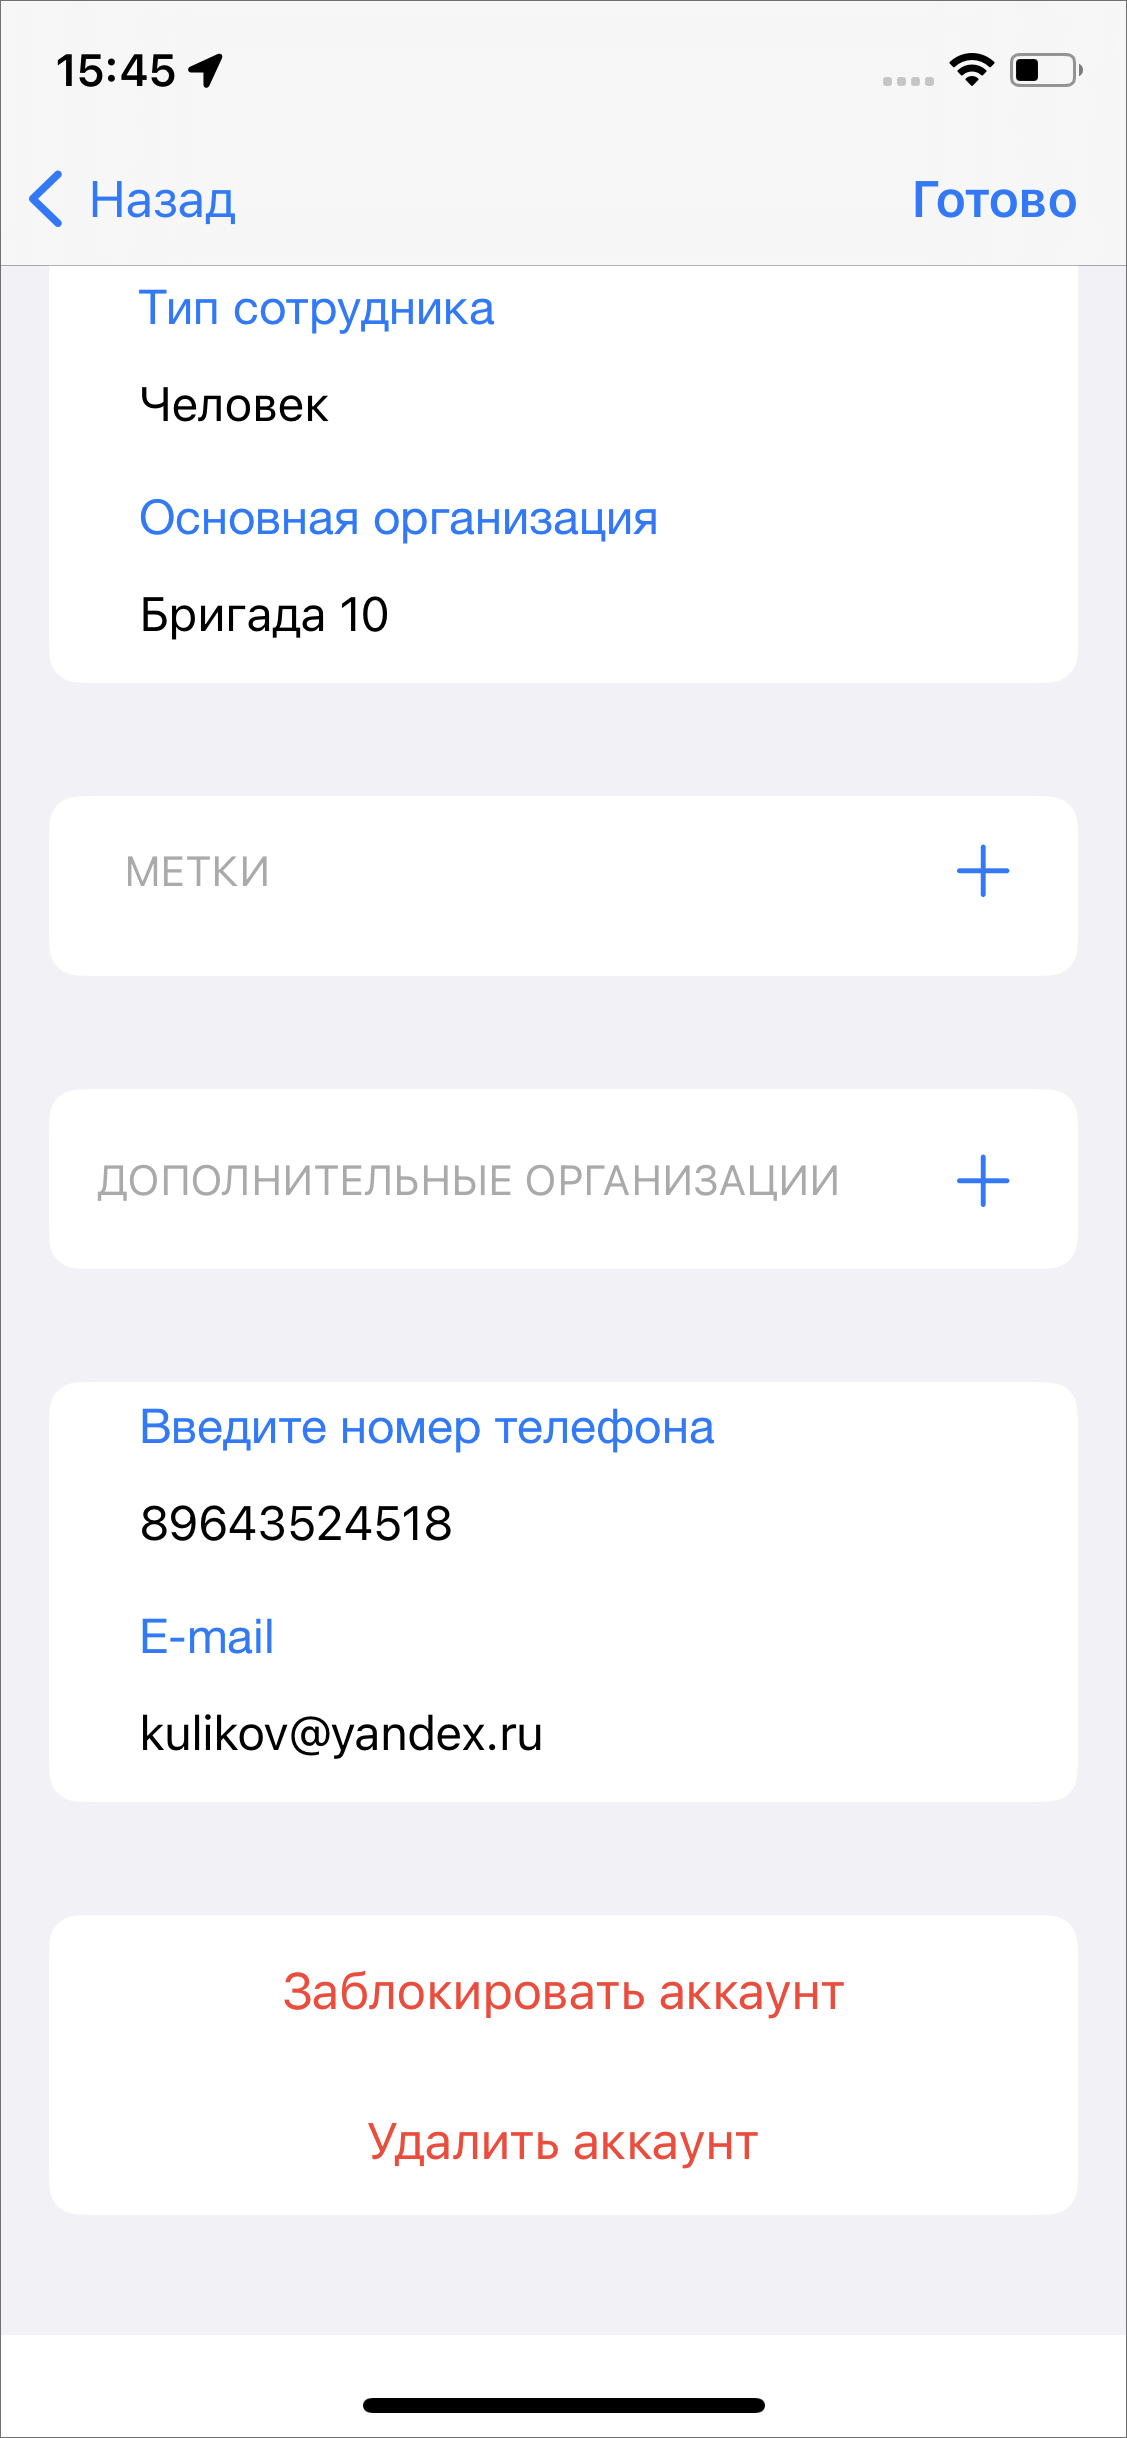 15:45
Назад
Готово
Тип сотрудника
Человек
Основная организация
Бригада 10
МЕТКИ
ДОПОЛНИТЕЛЬНЫЕ ОРГАНИЗАЦИИ
Введите номер телефона
89643524518
E-mail
kulikov@yandex.ru
Заблокировать аккаунт
Удалить аккаунт